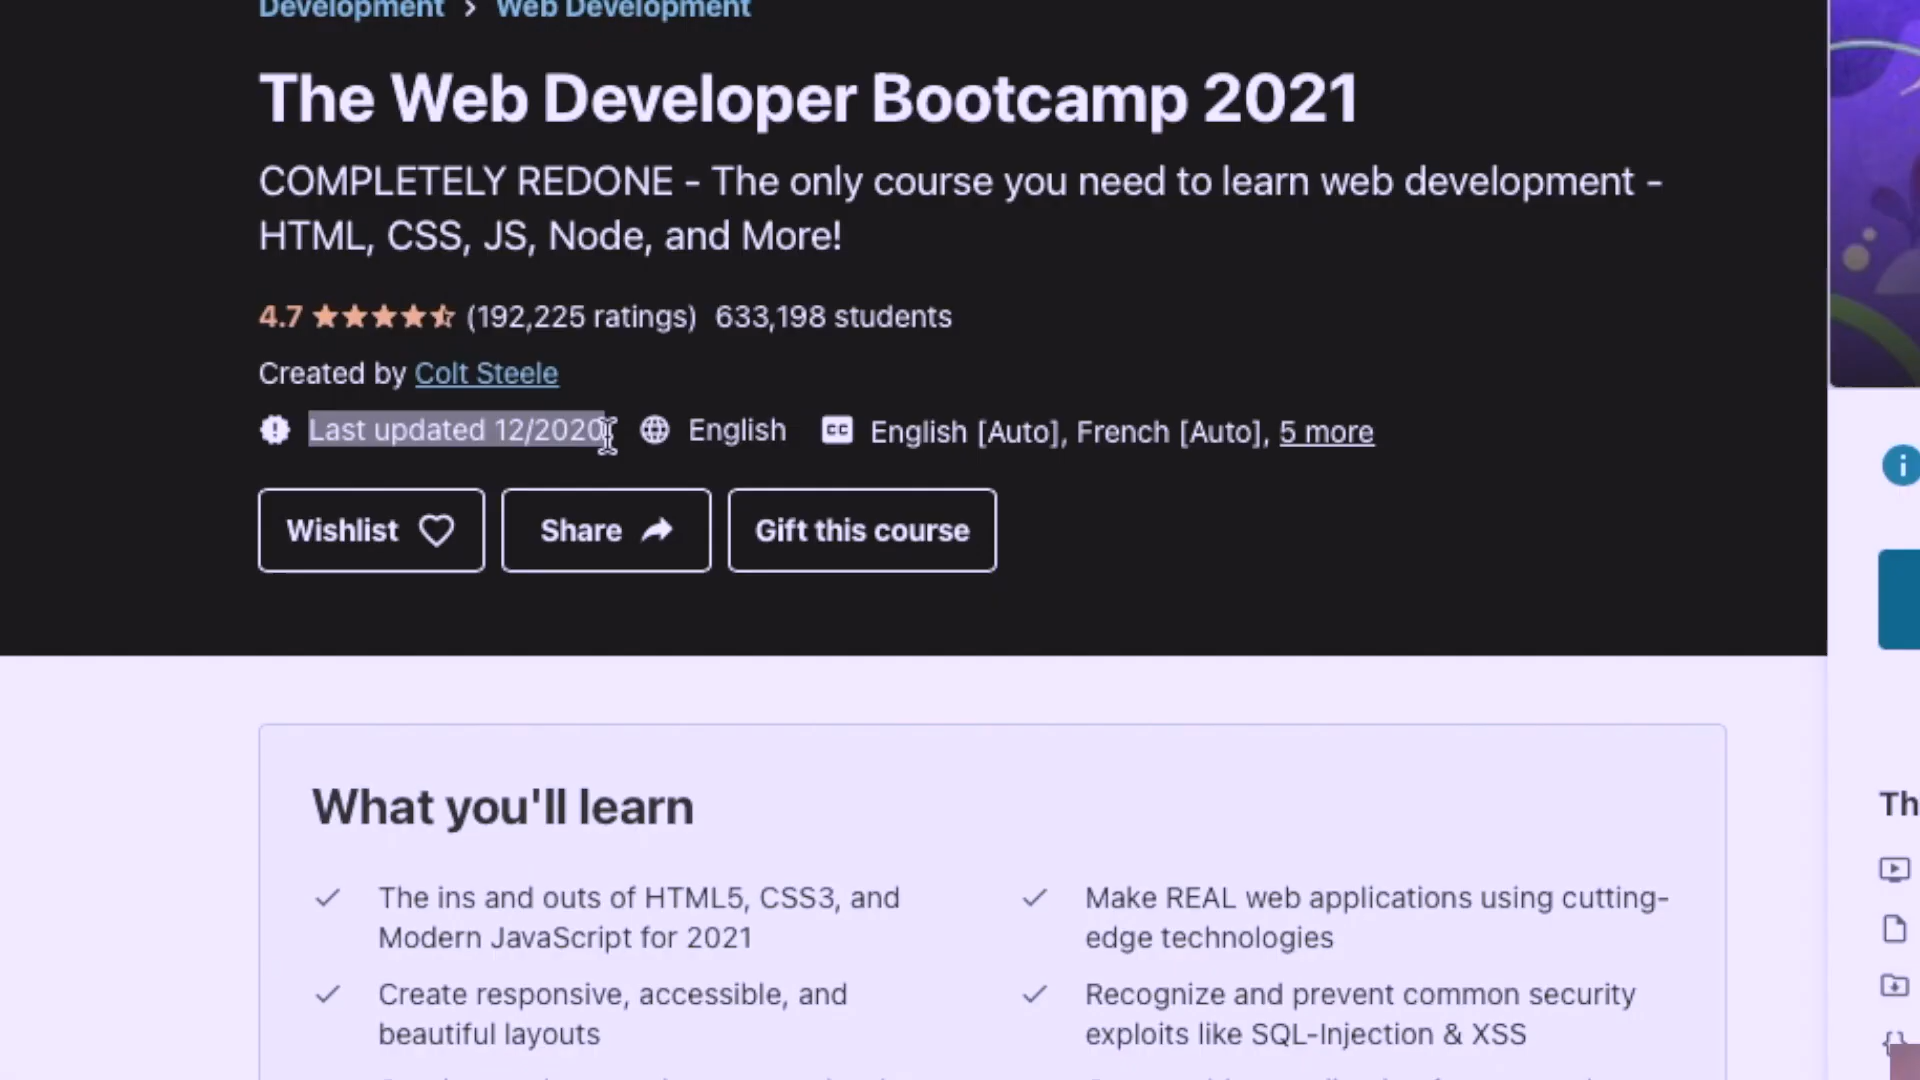 Development > Web Development
The Web Developer Bootcamp 2021
COMPLETELY REDONE - The only course you need to learn web development -
HTML, CSS, JS, Node, and More!
4.7 (192,225 ratings) 633,198 students
Created by Colt Steele
Last updated 12/2020 English CC English [Auto], French [Auto], 5 more
Wishlist Share Gift this course
What you'll learn
Th
The ins and outs of HTML5, CSS3, and
Modern JavaScript for 2021
Make REAL web applications using cutting-
edge technologies
Create responsive, accessible, and
beautiful layouts
Recognize and prevent common security
exploits like SQL-Injection & XSS